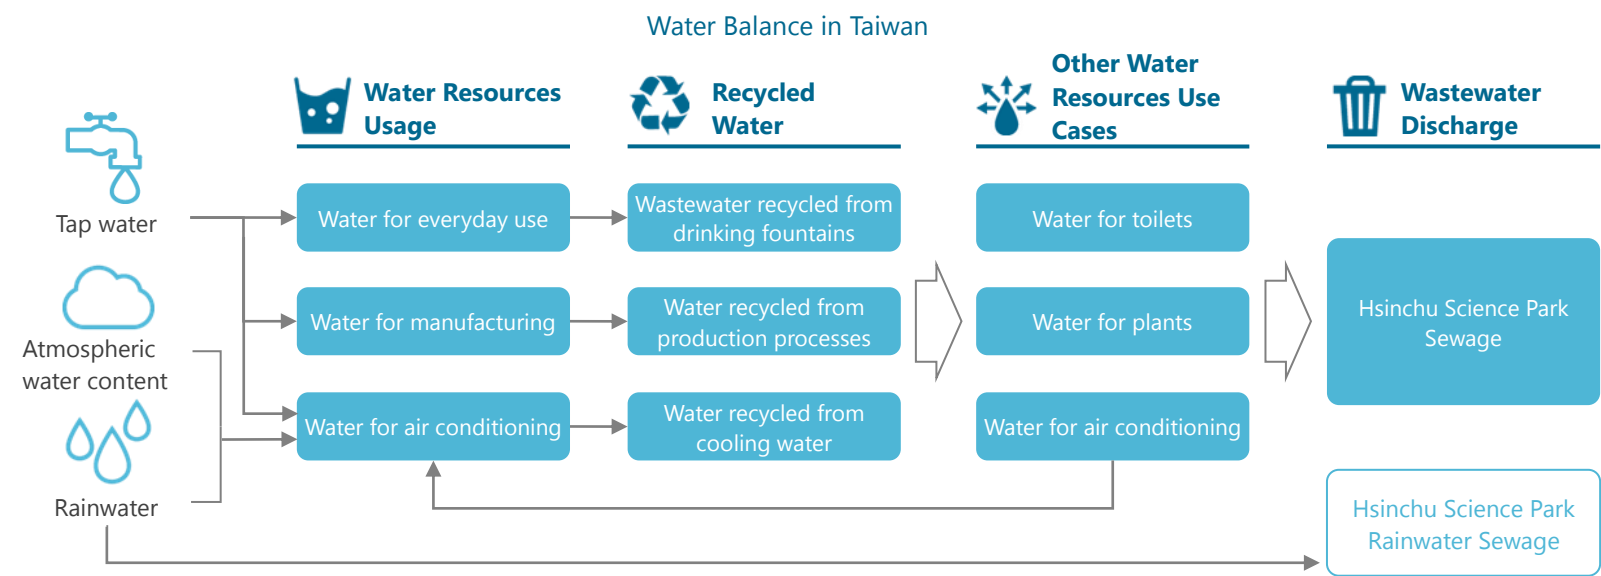 Water Balance in Taiwan
Water Resources
Usage
Recycled
Water
Other Water
Resources Use
Cases
Wastewater
Discharge
Tap water
Water for everyday use
Wastewater recycled from
drinking fountains
Water for toilets
Atmospheric
water content
Water for manufacturing
Water recycled from
production processes
Water for plants
Hsinchu Science Park
Sewage
Rainwater
Water for air conditioning
Water recycled from
cooling water
Water for air conditioning
Hsinchu Science Park
Rainwater Sewage